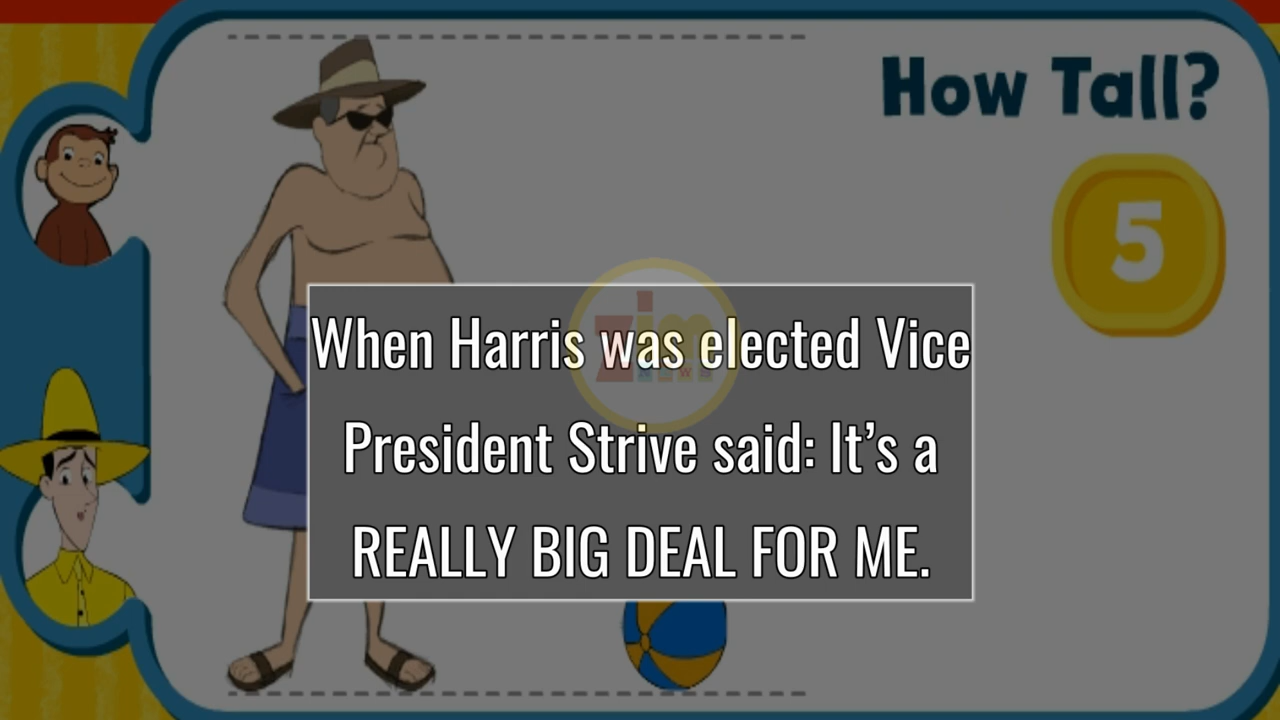 How Tall?
5
When Harris was elected Vice
President Strive said: It’s a
REALLY BIG DEAL FOR ME.